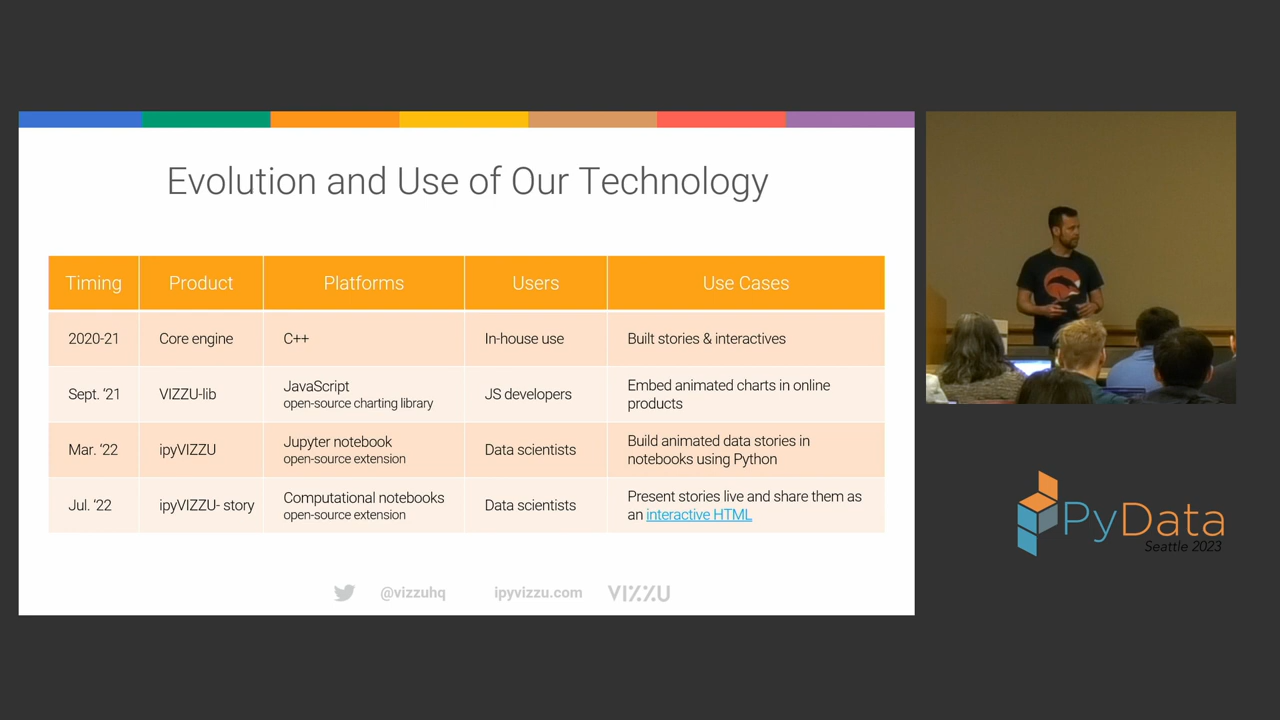 Evolution and Use of Our Technology
Timing Product Platforms Users Use Cases
2020-21 Core engine C++ In-house use Built stories & interactives
Sept. ‘21 VIZZU-lib JavaScript
open-source charting library JS developers Embed animated charts in online
products
Mar. ‘22 ipyVIZZU Jupyter notebook
open-source extension Data scientists Build animated data stories in
notebooks using Python
Jul. ‘22 ipyVIZZU- story Computational notebooks
open-source extension Data scientists Present stories live and share them as
an interactive HTML
@vizzuhq ipyvizzu.com VIZZU
PyData
Seattle 2023